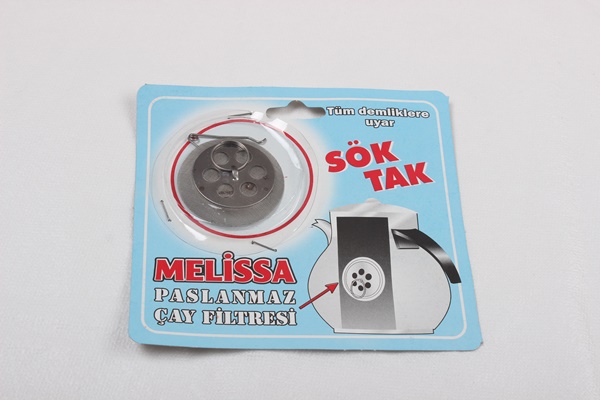 Tüm demliklere
uyar
SÖK
TAK
MELİSSA
PASLANMAZ
ÇAY FİLTRESİ